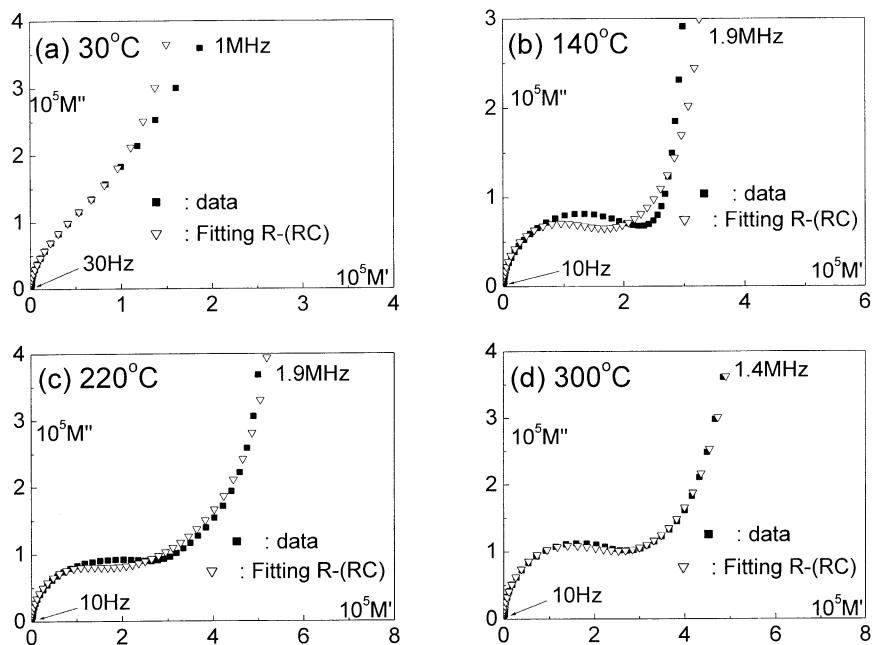 4
(a) 30°C
1MHz
3
10⁵M''
2
■ : data
1
▽ : Fitting R-(RC)
30Hz
10⁵M'
0
0 1 2 3 4
3
(b) 140°C
1.9MHz
10⁵M''
2
1
■ : data
▽ : Fitting R-(RC)
10Hz
10⁵M'
0
0 2 4 6
4
(c) 220°C
1.9MHz
3
10⁵M''
2
■ : data
1
▽ : Fitting R-(RC)
10Hz
10⁵M'
0
0 2 4 6 8
4
(d) 300°C
1.4MHz
3
10⁵M''
2
■ : data
1
▽ : Fitting R-(RC)
10Hz
10⁵M'
0
0 2 4 6 8